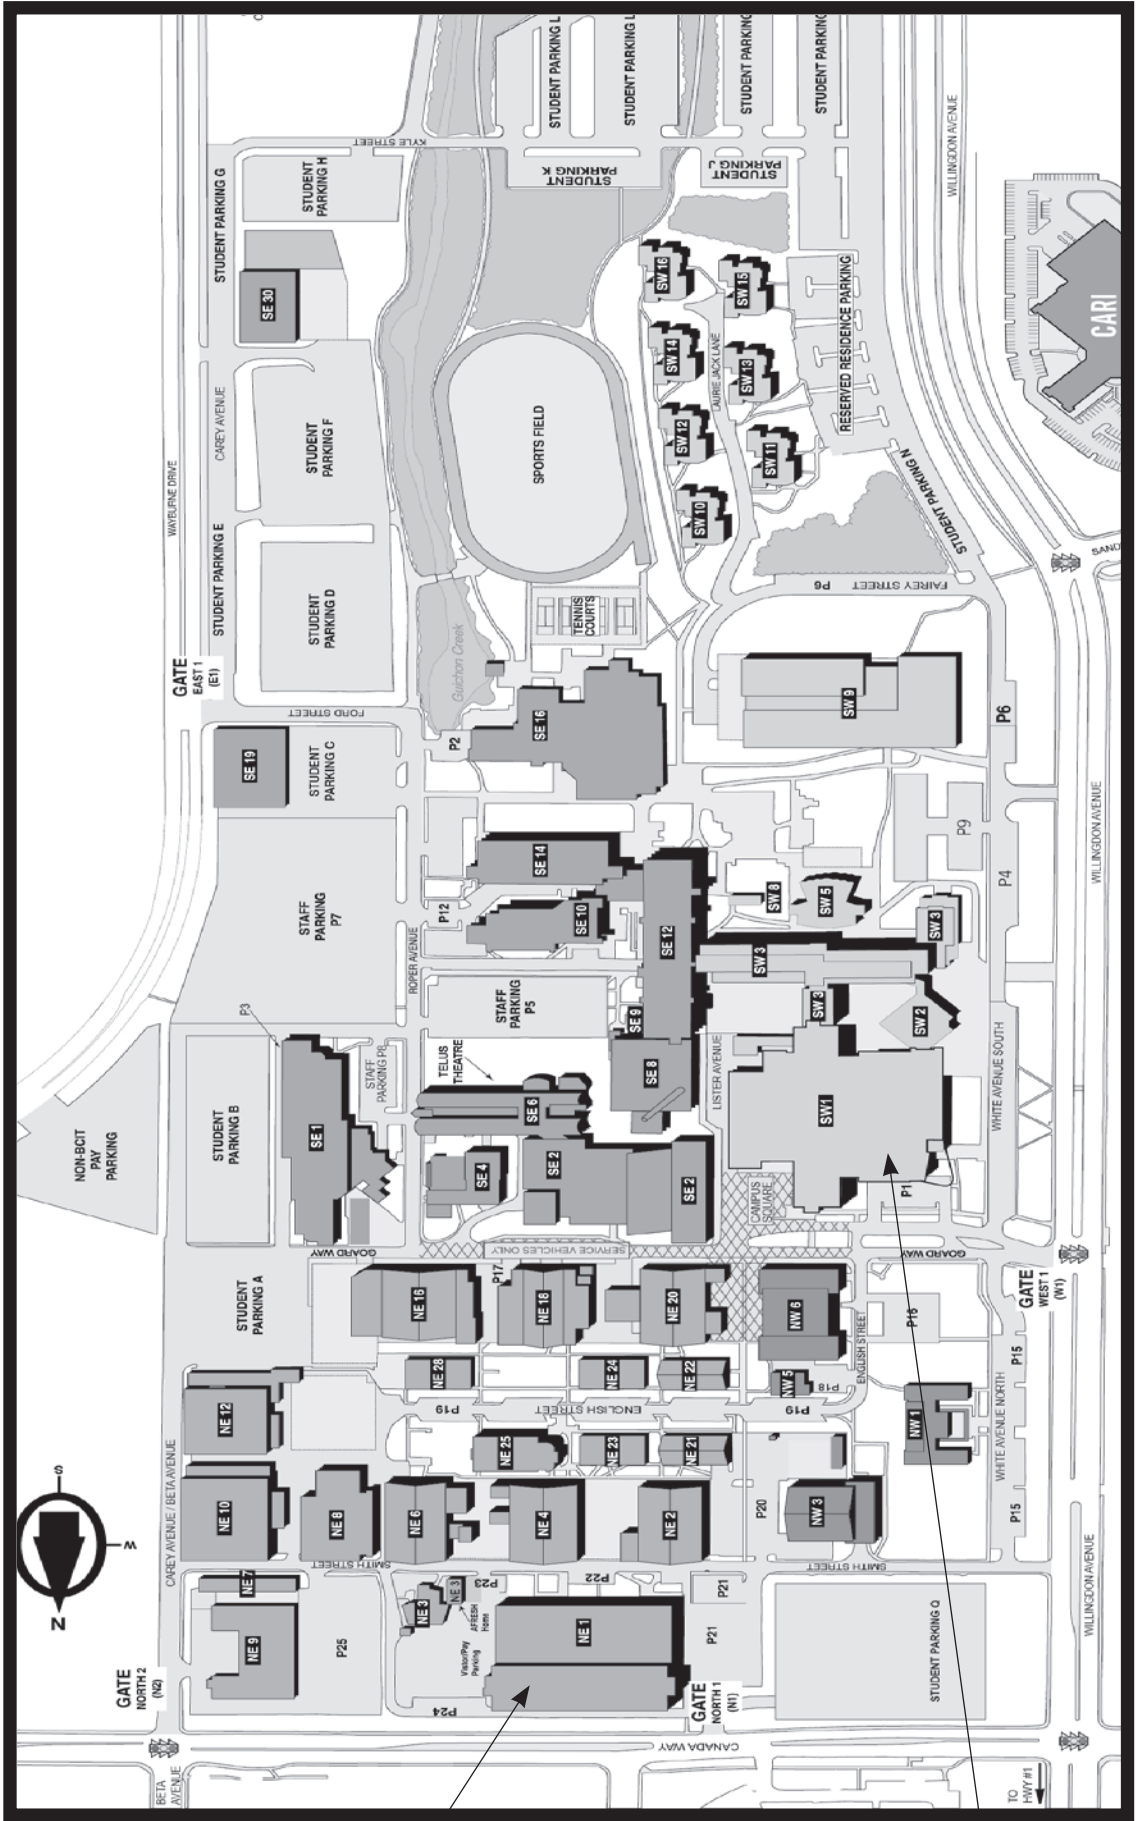 STUDENT PARKING L
STUDENT PARKING L
STUDENT PARKING
STUDENT PARKING
WILLINGDON AVENUE
KYLE STREET
STUDENT
PARKING K
STUDENT
PARKING J
STUDENT PARKING G
STUDENT
PARKING H
SE 30
SW 16
SW 15
RESERVED RESIDENCE PARKING
CARI
CAREY AVENUE
WAYBURNE DRIVE
STUDENT
PARKING F
SPORTS FIELD
SW 14
LAURIE JACK LANE
SW 13
SW 12
SW 11
SW 10
STUDENT PARKING N
SAND
FAIREY STREET
P6
STUDENT PARKING E
STUDENT
PARKING D
TENNIS
COURTS
Guichon Creek
GATE
EAST 1
(E1)
FORD STREET
SE 19
STUDENT
PARKING C
P2
SE 16
SW 9
P6
WILLINGDON AVENUE
P9
P4
SE 14
SW 8
SW 5
SW 3
STAFF
PARKING
P7
P12
SE 10
SE 12
ROPER AVENUE
SW 3
SW 3
SW 2
STAFF
PARKING
P5
SE 9
P3
STAFF
PARKING P8
TELUS
THEATRE
SE 8
LISTER AVENUE
WHITE AVENUE SOUTH
NON-BCIT
PAY
PARKING
STUDENT
PARKING B
SE 1
SE 6
SW1
SE 4
SE 2
SE 2
CAMPUS
SQUARE
P1
GOARD WAY
SERVICE VEHICLES ONLY
GOARD WAY
GATE
WEST 1
(W1)
STUDENT
PARKING A
NE 16
P17
NE 18
NE 20
NW 6
P16
ENGLISH STREET
P15
NE 28
NE 24
NE 22
NW 5
P18
NE 12
P19
ENGLISH STREET
P19
NW 1
WHITE AVENUE NORTH
NE 25
NE 23
NE 21
CAREY AVENUE / BETA AVENUE
NE 10
NE 8
NE 6
NE 4
NE 2
P20
NW 3
P15
S
W
N
SMITH STREET
SMITH STREET
WILLINGDON AVENUE
NE 7
NE 9
P25
NE 3
NE 3
AFRESH
Home
P23
P22
P21
P21
NE 1
Visitor/Pay
Parking
STUDENT PARKING Q
P24
GATE
NORTH 2
(N2)
GATE
NORTH 1
(N1)
CANADA WAY
BETA
AVENUE
TO
HWY #1